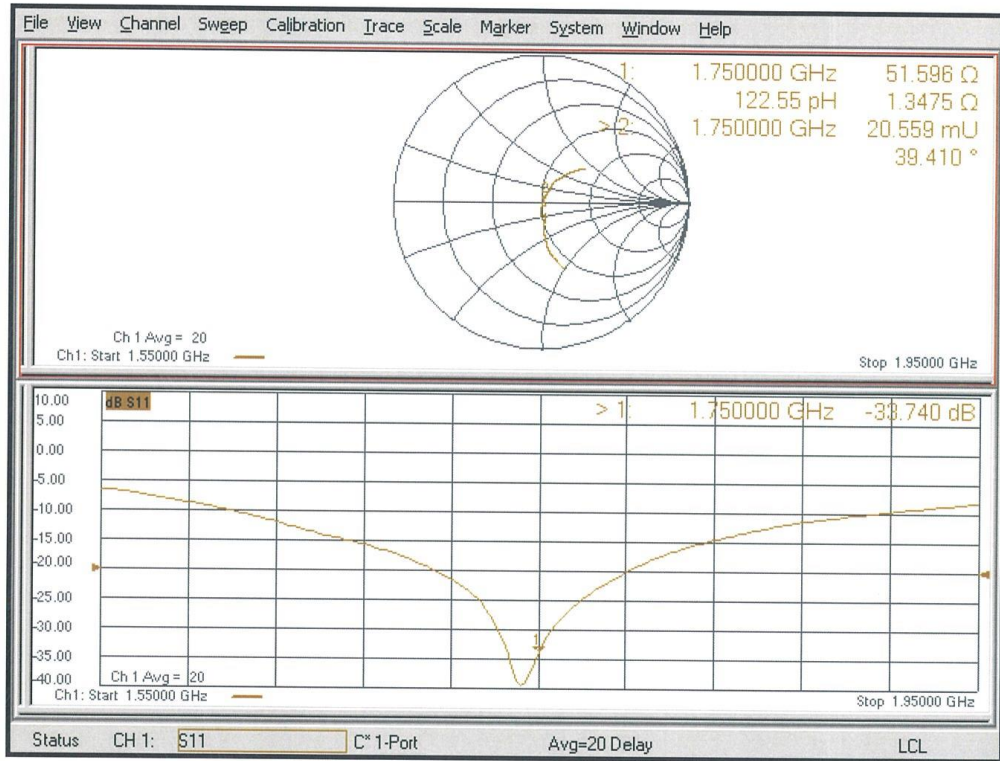 File View Channel Sweep Calibration Trace Scale Marker System Window Help
1: 1.750000 GHz 51.596 Ω
122.55 pH 1.3475 Ω
> 2: 1.750000 GHz 20.559 mU
39.410 °
Ch 1 Avg = 20
Ch1: Start 1.55000 GHz
Stop 1.95000 GHz
10.00 dB S11
> 1: 1.750000 GHz -33.740 dB
5.00
0.00
-5.00
-10.00
-15.00
-20.00
-25.00
-30.00
1
-35.00
-40.00
Ch 1 Avg = 20
Ch1: Start 1.55000 GHz
Stop 1.95000 GHz
Status CH 1: S11 C* 1-Port Avg=20 Delay LCL